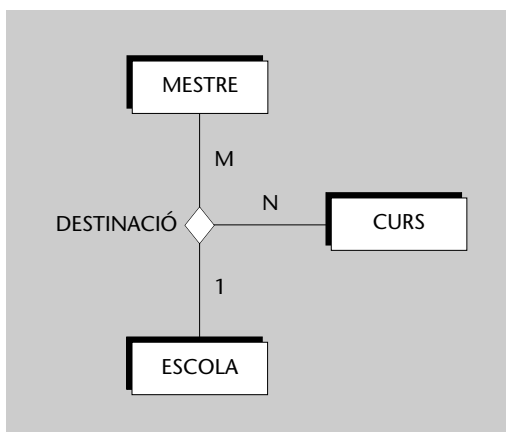 MESTRE
M
N
DESTINACIÓ
CURS
1
ESCOLA